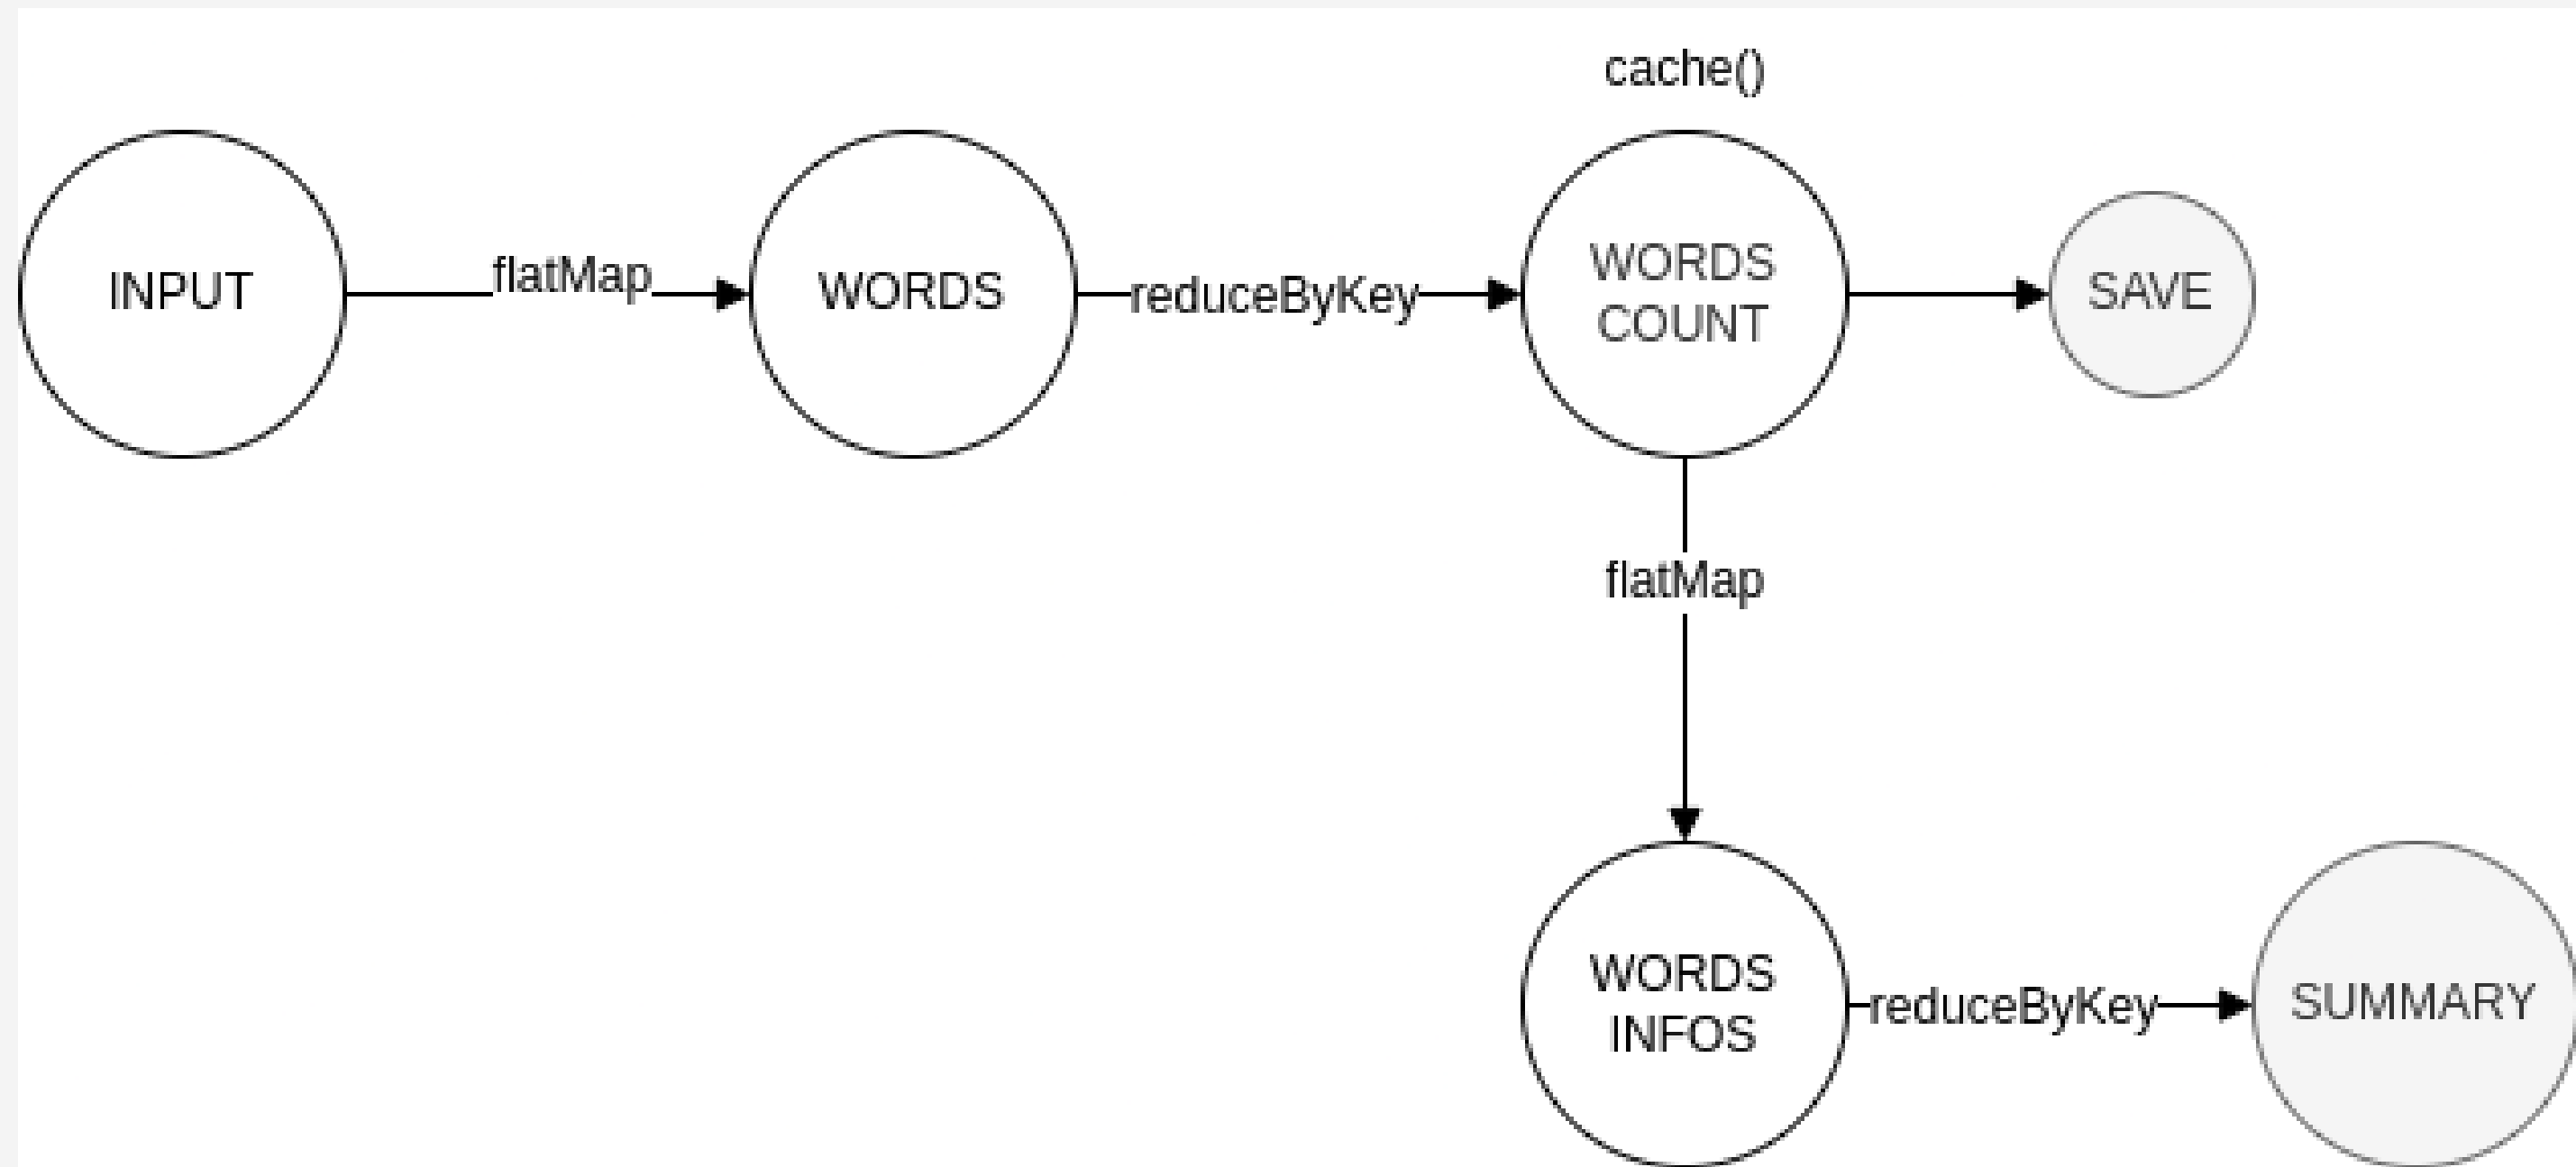 cache()
INPUT
flatMap
WORDS
reduceByKey
WORDS
COUNT
SAVE
flatMap
WORDS
INFOS
reduceByKey
SUMMARY